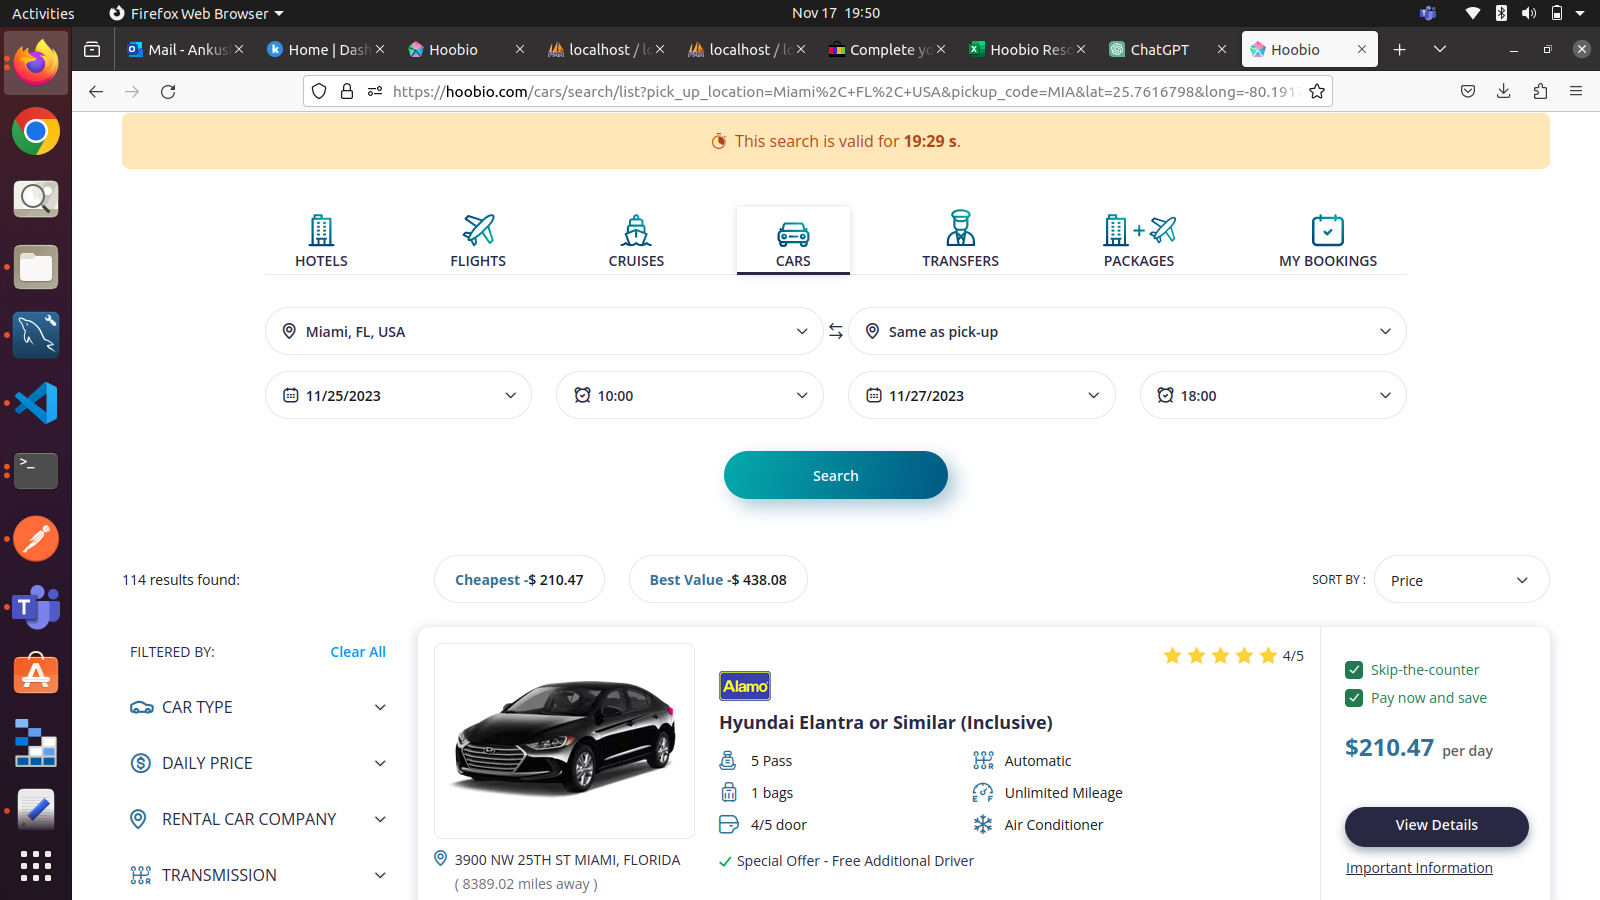 Activities
Firefox Web Browser
Nov 17 19:50
Mail - Ankus
Home | Dash
Hoobio
localhost / lo
localhost / lo
Complete yo
Hoobio Reso
ChatGPT
Hoobio
https://hoobio.com/cars/search/list?pick_up_location=Miami%2C+FL%2C+USA&pickup_code=MIA&lat=25.7616798&long=-80.1917
This search is valid for 19:29 s.
HOTELS
FLIGHTS
CRUISES
CARS
TRANSFERS
PACKAGES
MY BOOKINGS
Miami, FL, USA
Same as pick-up
11/25/2023
10:00
11/27/2023
18:00
Search
114 results found:
Cheapest -$ 210.47
Best Value -$ 438.08
SORT BY :
Price
FILTERED BY:
Clear All
CAR TYPE
DAILY PRICE
RENTAL CAR COMPANY
TRANSMISSION
3900 NW 25TH ST MIAMI, FLORIDA
( 8389.02 miles away )
4/5
Alamo
Hyundai Elantra or Similar (Inclusive)
5 Pass
Automatic
1 bags
Unlimited Mileage
4/5 door
Air Conditioner
Special Offer - Free Additional Driver
Skip-the-counter
Pay now and save
$210.47 per day
View Details
Important Information